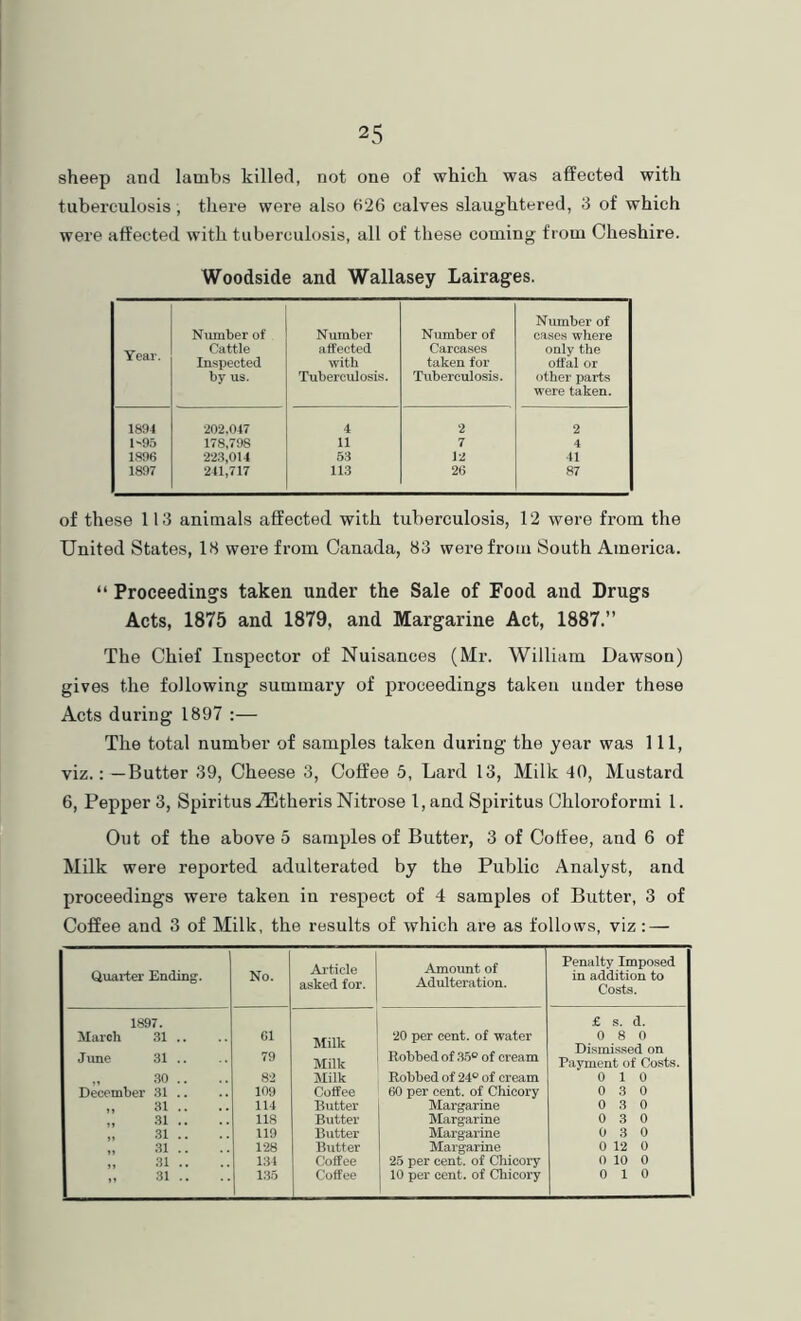 25
sheep and lambs killed, not one of which was affected with
tuberculosis; there were also 626 calves slaughtered, 3 of which
were affected with tuberculosis, all of these coming from Cheshire.
Woodside and Wallasey Lairages.
Year. | Number of Cattle Inspected by us. | Number affected with Tuberculosis. | Number of Carcases taken for Tuberculosis. | Number of cases where only the offal or other parts were taken.
1894 | 202,047 | 4 | 2 | 2
1895 | 178,798 | 11 | 7 | 4
1896 | 223,014 | 53 | 12 | 41
1897 | 241,717 | 113 | 26 | 87
of these 113 animals affected with tuberculosis, 12 were from the
United States, 18 were from Canada, 83 were from South America.
“ Proceedings taken under the Sale of Food and Drugs
Acts, 1875 and 1879, and Margarine Act, 1887.”
The Chief Inspector of Nuisances (Mr. William Dawson)
gives the following summary of proceedings taken under these
Acts during 1897 :—
The total number of samples taken during the year was 111,
viz. : —Butter 39, Cheese 3, Coffee 5, Lard 13, Milk 40, Mustard
6, Pepper 3, Spiritus Ætheris Nitrose 1, and Spiritus Chloroformi 1.
Out of the above 5 samples of Butter, 3 of Coffee, and 6 of
Milk were reported adulterated by the Public Analyst, and
proceedings were taken in respect of 4 samples of Butter, 3 of
Coffee and 3 of Milk, the results of which are as follows, viz : —
Quarter Ending. | No. | Article asked for. | Amount of Adulteration. | Penalty Imposed in addition to Costs.
1897. | £ s. d.
March 31 .. .. | 61 | Milk | 20 per cent. of water | 0 8 0
June 31 .. .. | 79 | Milk | Robbed of 35° of cream | Dismissed on Payment of Costs.
,, 30 .. .. | 82 | Milk | Robbed of 24° of cream | 0 1 0
December 31 .. .. | 109 | Coffee | 60 per cent. of Chicory | 0 3 0
,, 31 .. .. | 114 | Butter | Margarine | 0 3 0
,, 31 .. .. | 118 | Butter | Margarine | 0 3 0
,, 31 .. .. | 119 | Butter | Margarine | 0 3 0
,, 31 .. .. | 128 | Butter | Margarine | 0 12 0
,, 31 .. .. | 134 | Coffee | 25 per cent. of Chicory | 0 10 0
,, 31 .. .. | 135 | Coffee | 10 per cent. of Chicory | 0 1 0